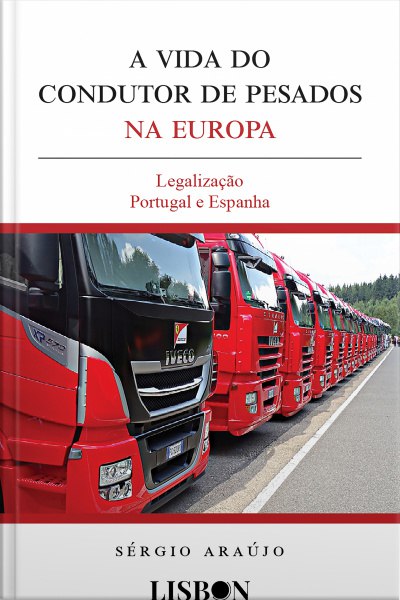 A VIDA DO
CONDUTOR DE PESADOS
NA EUROPA
Legalização
Portugal e Espanha
IVECO
SÉRGIO ARAÚJO
LISBON